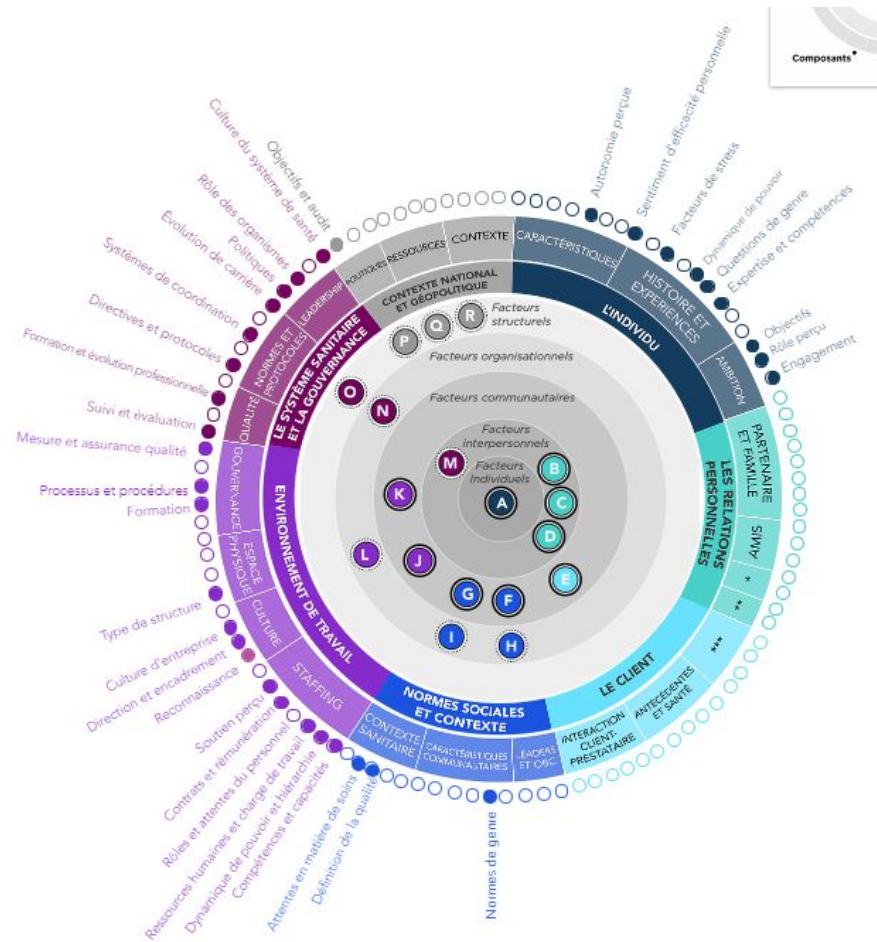 Composants
Objectifs et audit
Culture du système de santé
Rôle des organismes
Politiques
Évolution de carrière
Systèmes de coordination
Directives et protocoles
Formation et évolution professionnelle
Suivi et évaluation
Mesure et assurance qualité
Processus et procédures
Formation
Type de structure
Culture d'entreprise
Direction et encadrement
Reconnaissance
Soutien perçu
Contrats et rémunération
Rôles et attentes du personnel
Ressources humaines et charge de travail
Dynamique de pouvoir et hiérarchie
Compétences et capacités
Attentes en matière de soins
Définition de la qualité
Normes de genre
Autonomie perçue
Sentiment d'efficacité personnelle
Facteurs de stress
Dynamique de pouvoir
Questions de genre
Expertise et compétences
Objectifs
Rôle perçu
Engagement
POLITIQUES
RESSOURCES
CONTEXTE
CARACTÉRISTIQUES
HISTOIRE ET
EXPÉRIENCES
AMBITION
PARTENAIRE
ET FAMILLE
AMIS
*
**
***
ANTÉCÉDENTES
ET SANTÉ
INTERACTION
CLIENT-
PRESTATAIRE
LEADERS
ET OBC
CARACTÉRISTIQUES
COMMUNAUTAIRES
CONTEXTE
SANITAIRE
STAFFING
CULTURE
ESPACE
PHYSIQUE
GOUVERNANCE
QUALITÉ
NORMES ET
PROTOCOLES
LEADERSHIP
CONTEXTE NATIONAL
ET GÉOPOLITIQUE
L'INDIVIDU
LES RELATIONS
PERSONNELLES
LE CLIENT
NORMES SOCIALES
ET CONTEXTE
ENVIRONNEMENT DE TRAVAIL
LE SYSTÈME SANITAIRE
ET LA GOUVERNANCE
Facteurs
structurels
Facteurs organisationnels
Facteurs communautaires
Facteurs
interpersonnels
Facteurs
Individuels
R
Q
P
O
N
M
B
A
C
K
D
L
J
E
G
F
I
H